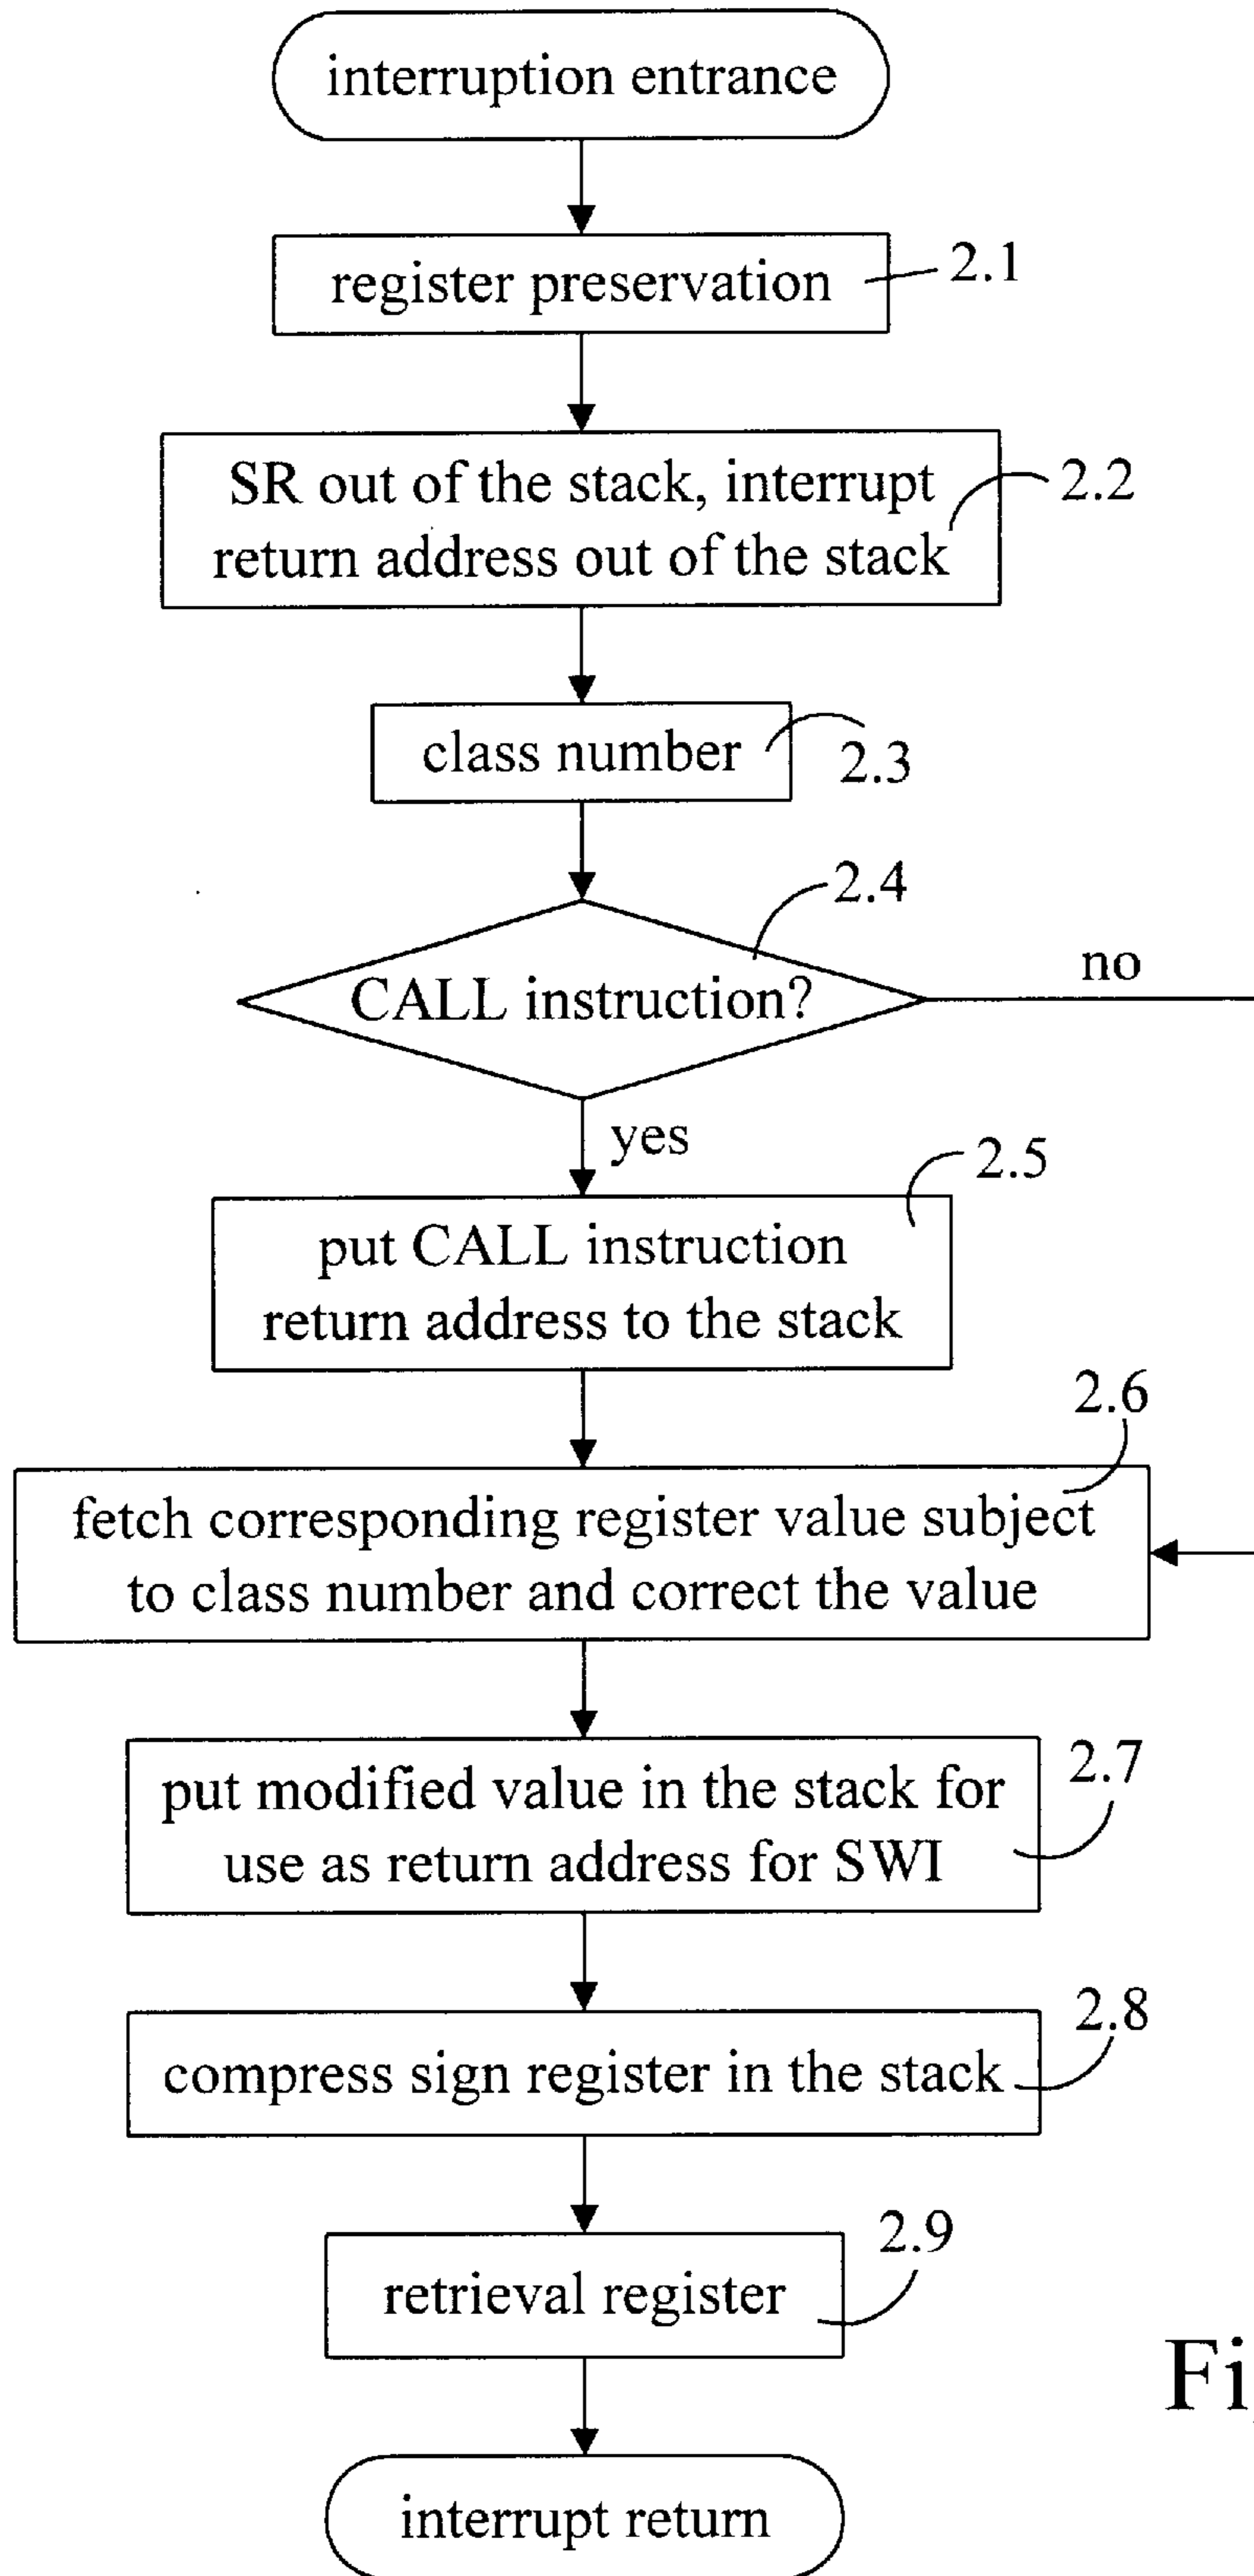 interruption entrance
register preservation
2.1
SR out of the stack, interrupt
return address out of the stack
2.2
class number
2.3
2.4
CALL instruction?
no
yes
2.5
put CALL instruction
return address to the stack
2.6
fetch corresponding register value subject
to class number and correct the value
put modified value in the stack for
use as return address for SWI
2.7
compress sign register in the stack
2.8
retrieval register
2.9
interrupt return